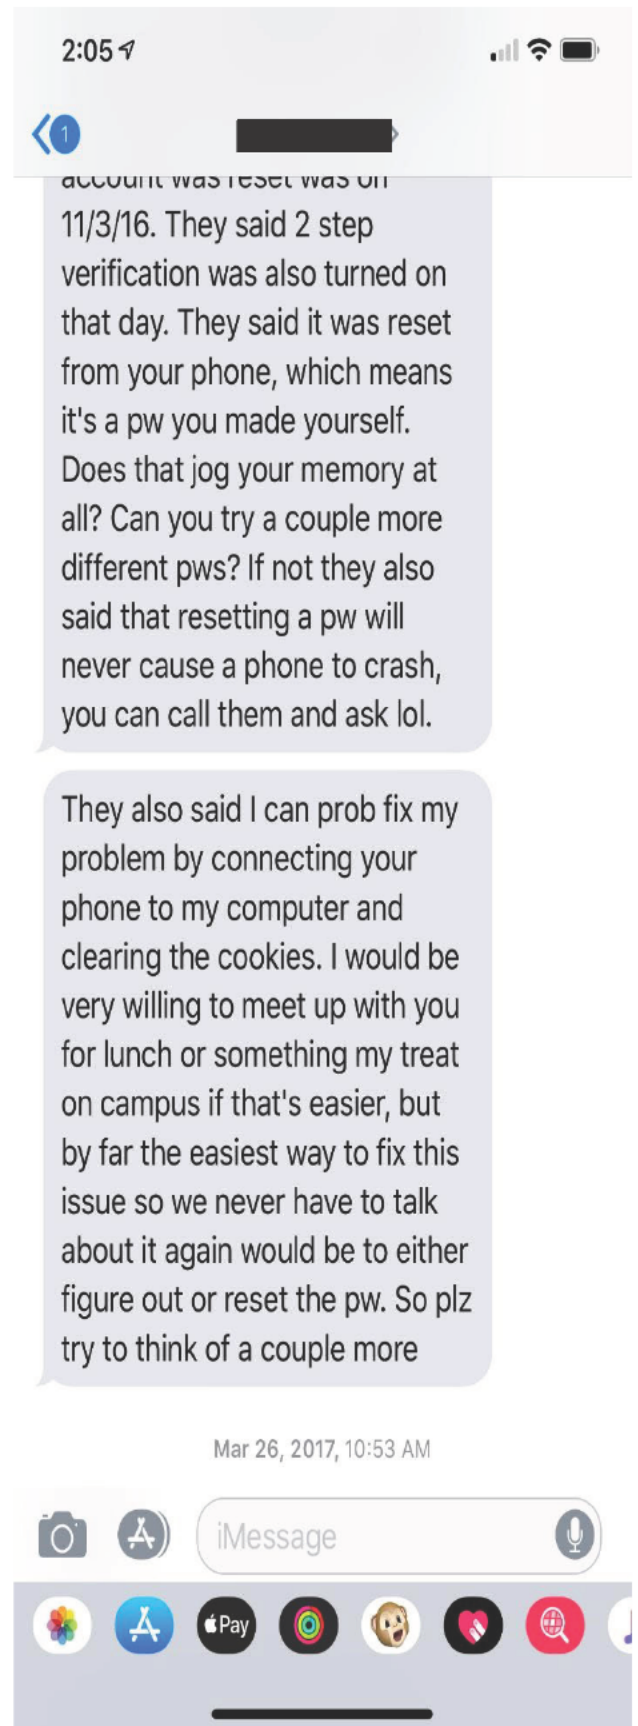 2:05
1
account was reset was on
11/3/16. They said 2 step
verification was also turned on
that day. They said it was reset
from your phone, which means
it's a pw you made yourself.
Does that jog your memory at
all? Can you try a couple more
different pws? If not they also
said that resetting a pw will
never cause a phone to crash,
you can call them and ask lol.
They also said I can prob fix my
problem by connecting your
phone to my computer and
clearing the cookies. I would be
very willing to meet up with you
for lunch or something my treat
on campus if that's easier, but
by far the easiest way to fix this
issue so we never have to talk
about it again would be to either
figure out or reset the pw. So plz
try to think of a couple more
Mar 26, 2017, 10:53 AM
iMessage
Pay